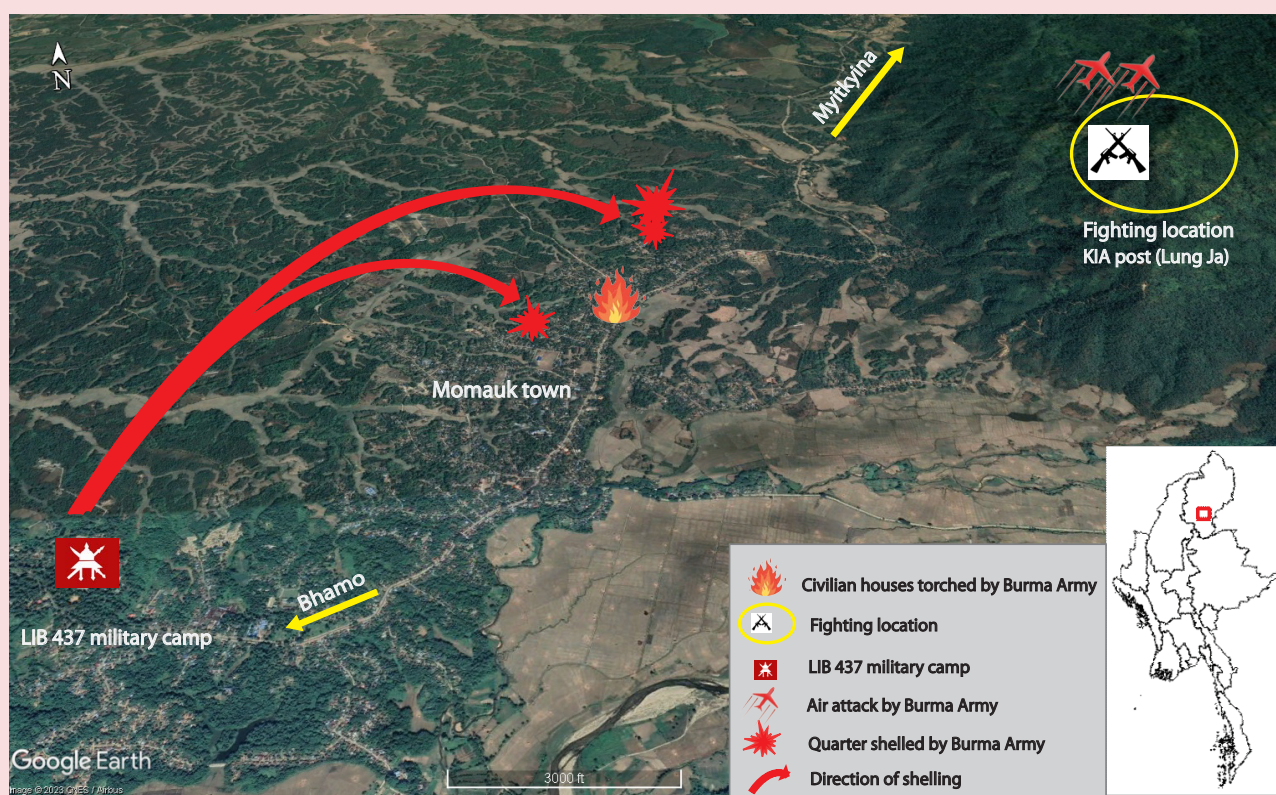 N
Myitkyina
Fighting location
KIA post (Lung Ja)
Momauk town
Bhamo
LIB 437 military camp
Civilian houses torched by Burma Army
Fighting location
LIB 437 military camp
Air attack by Burma Army
Quarter shelled by Burma Army
Direction of shelling
3000 ft
Google Earth
Image © 2023 CNES / Airbus